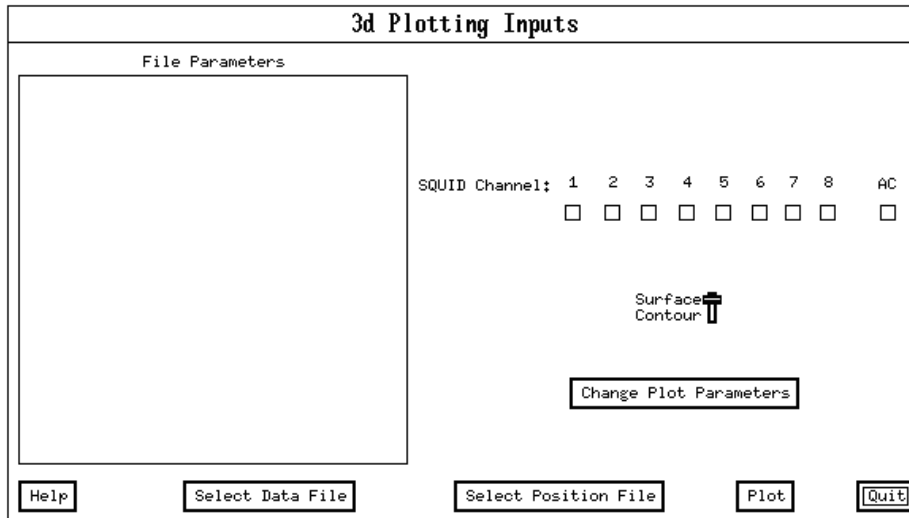 3d Plotting Inputs
File Parameters
SQUID Channel: 1 2 3 4 5 6 7 8 AC
Surface
Contour
Change Plot Parameters
Help Select Data File Select Position File Plot Quit